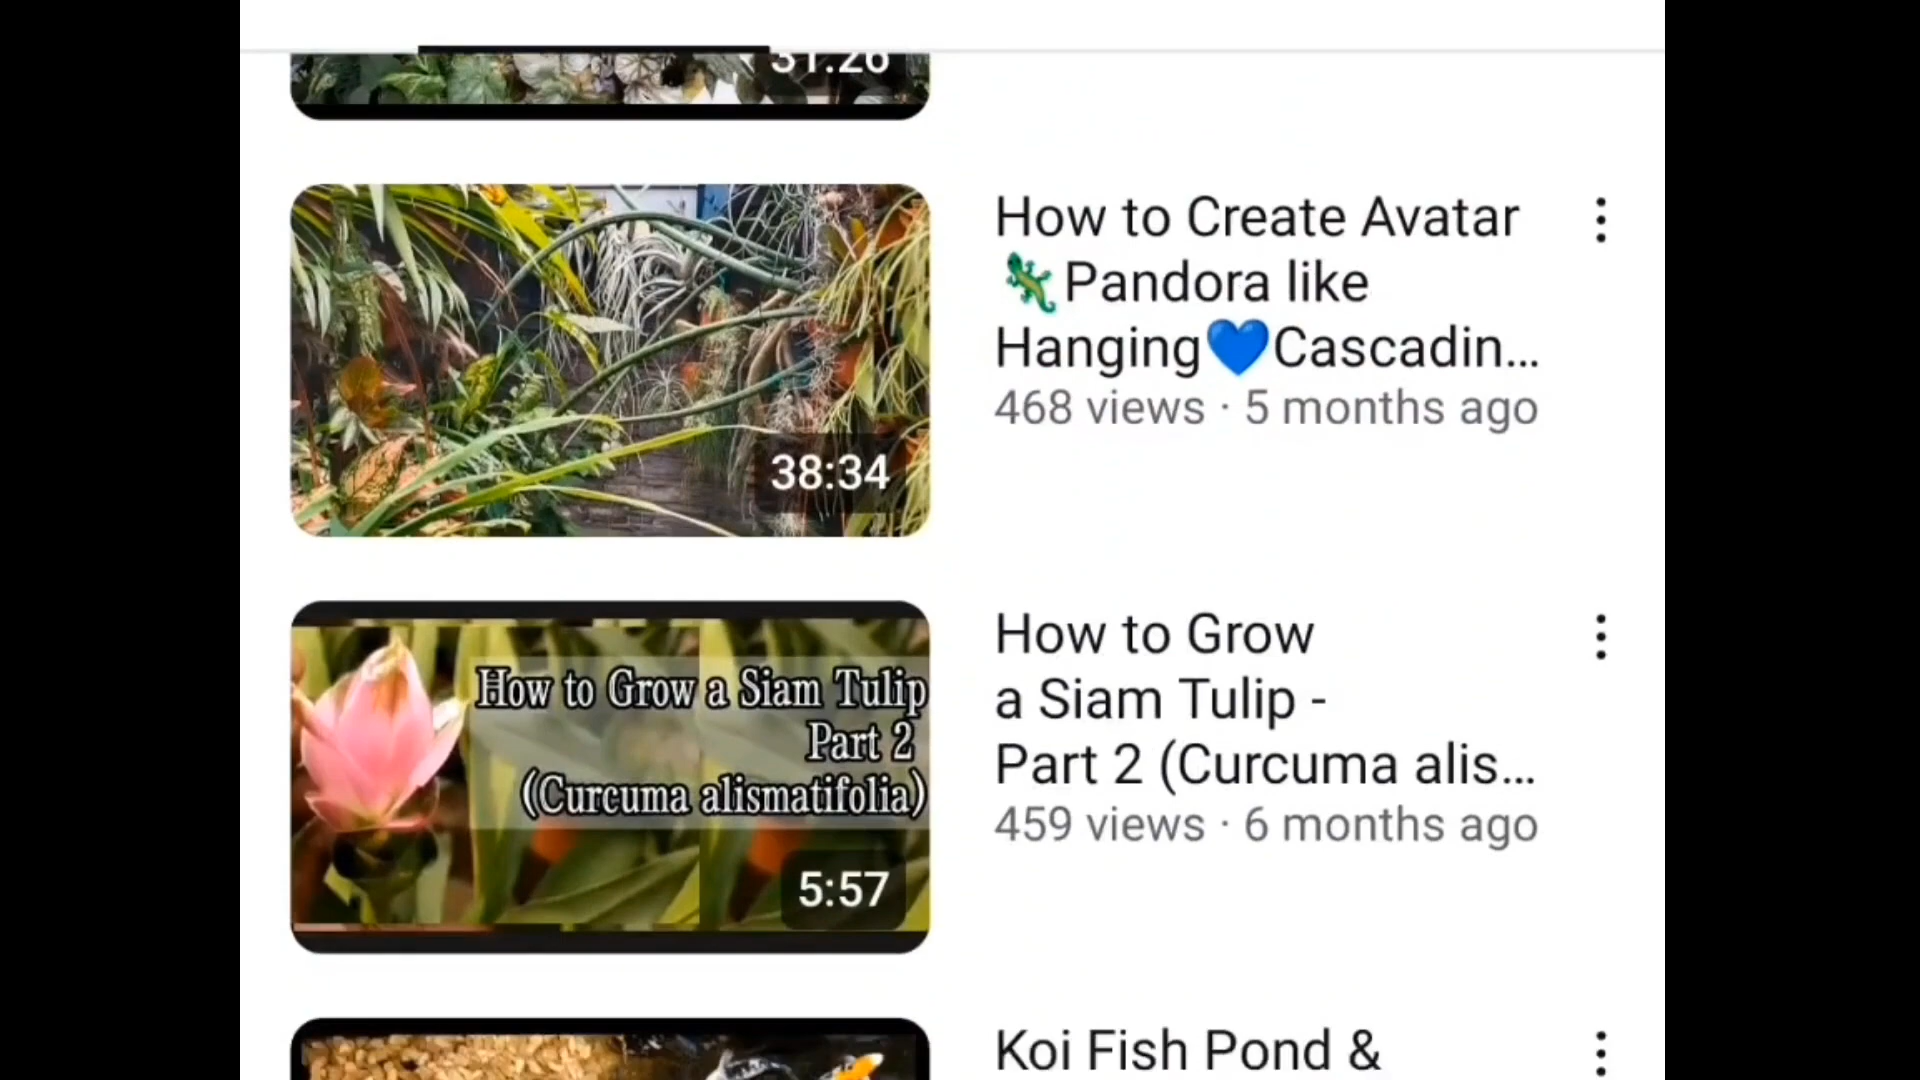 31:26
How to Create Avatar
🦎Pandora like
Hanging💙Cascadin...
468 views · 5 months ago
38:34
How to Grow a Siam Tulip
Part 2
(Curcuma alismatifolia)
5:57
How to Grow
a Siam Tulip -
Part 2 (Curcuma alis...
459 views · 6 months ago
Koi Fish Pond &